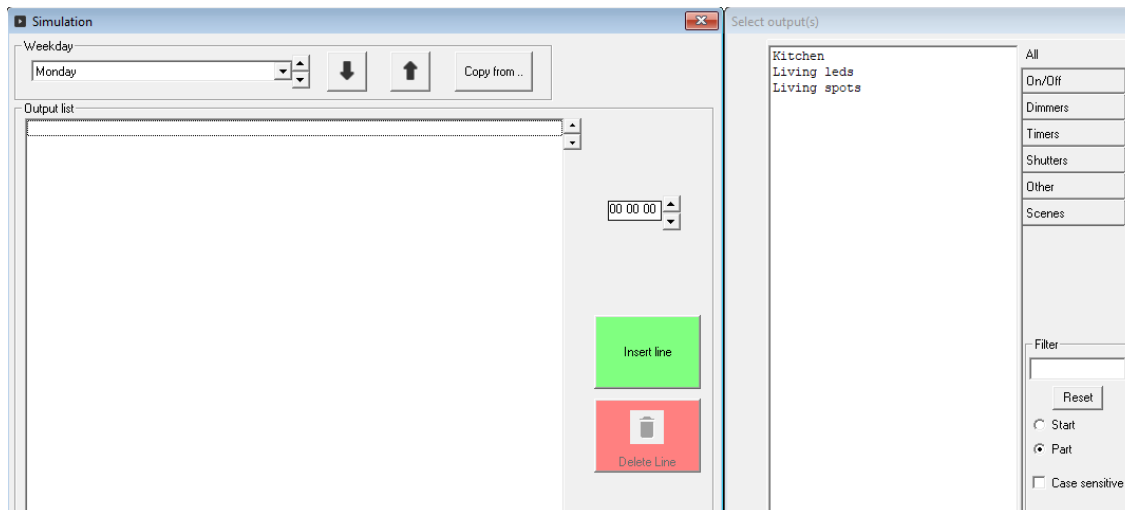 Simulation
Weekday
Monday
Copy from ..
Output list
00 00 00
Insert line
Delete Line
Select output(s)
Kitchen
Living leds
Living spots
All
On/Off
Dimmers
Timers
Shutters
Other
Scenes
Filter
Reset
Start
Part
Case sensitive